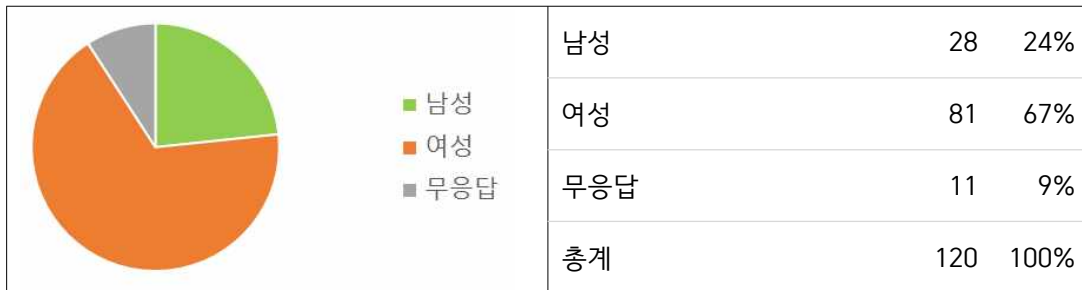 남성
여성
무응답
남성 28 24%
여성 81 67%
무응답 11 9%
총계 120 100%